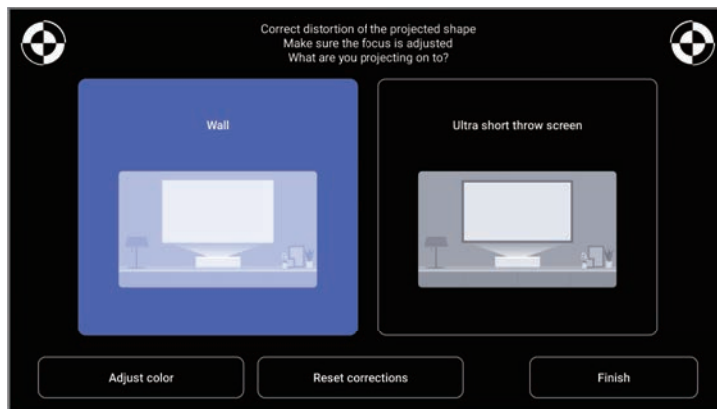 Correct distortion of the projected shape
Make sure the focus is adjusted
What are you projecting on to?
Wall
Ultra short throw screen
Adjust color
Reset corrections
Finish